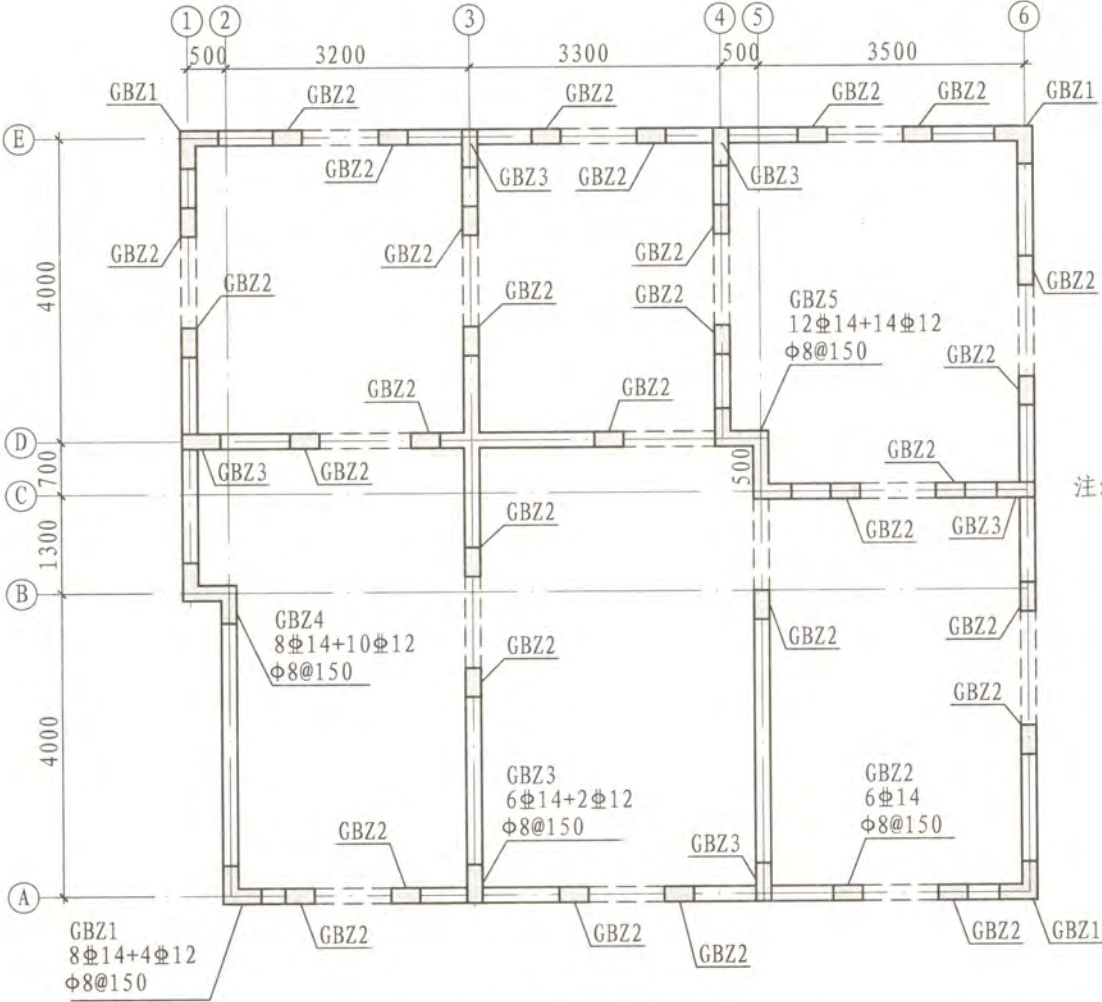 1 2 3 4 5 6
500 3200 3300 500 3500
GBZ1 GBZ2 GBZ2 GBZ2 GBZ2 GBZ1
E
GBZ2 GBZ3 GBZ2 GBZ3
GBZ2 GBZ2 GBZ2 GBZ2
4000
GBZ2 GBZ2 GBZ2
GBZ5
12⌽14+14⌽12
Φ8@150
GBZ2
GBZ2 GBZ2
D
GBZ3 GBZ2
500
GBZ2
700
C
注:
GBZ2 GBZ2 GBZ3
1300
B
GBZ4
8⌽14+10⌽12
Φ8@150
GBZ2 GBZ2 GBZ2
GBZ2
4000
GBZ3
6⌽14+2⌽12
Φ8@150
GBZ2
6⌽14
Φ8@150
GBZ2 GBZ3
A
GBZ1
8⌽14+4⌽12
Φ8@150
GBZ2 GBZ2 GBZ2 GBZ2 GBZ1